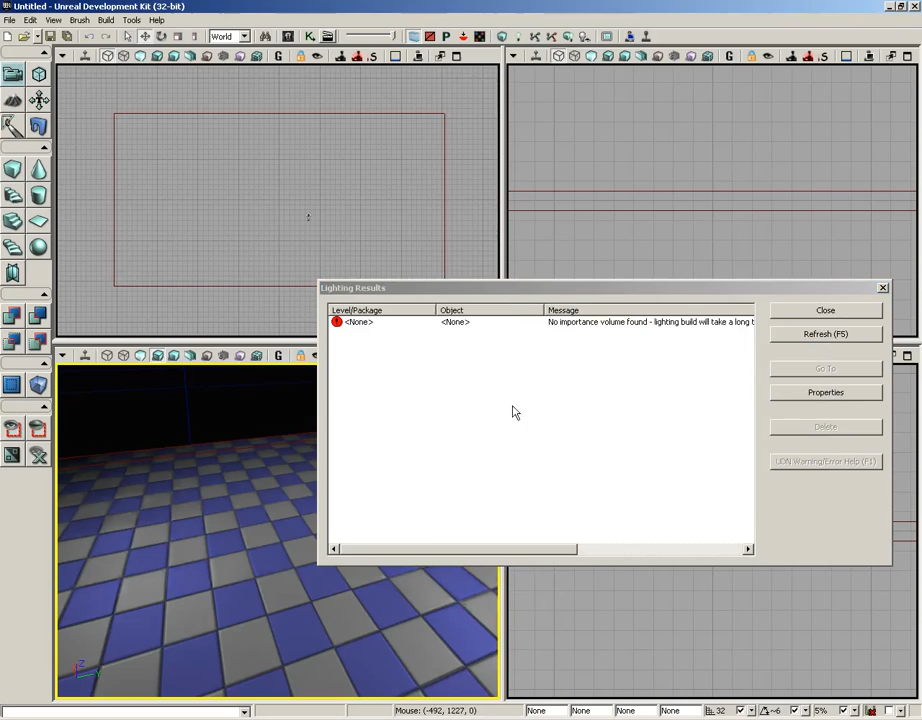 Untitled - Unreal Development Kit (32-bit)
File Edit View Brush Build Tools Help
World
G
G
Lighting Results
Level/Package Object Message
<None> <None> No importance volume found - lighting build will take a long t
Close
Refresh (F5)
Go To
Properties
Delete
UDN Warning/Error Help (F1)
Z
Mouse: (-492, 1227, 0) None None None None 32 ~6 5%